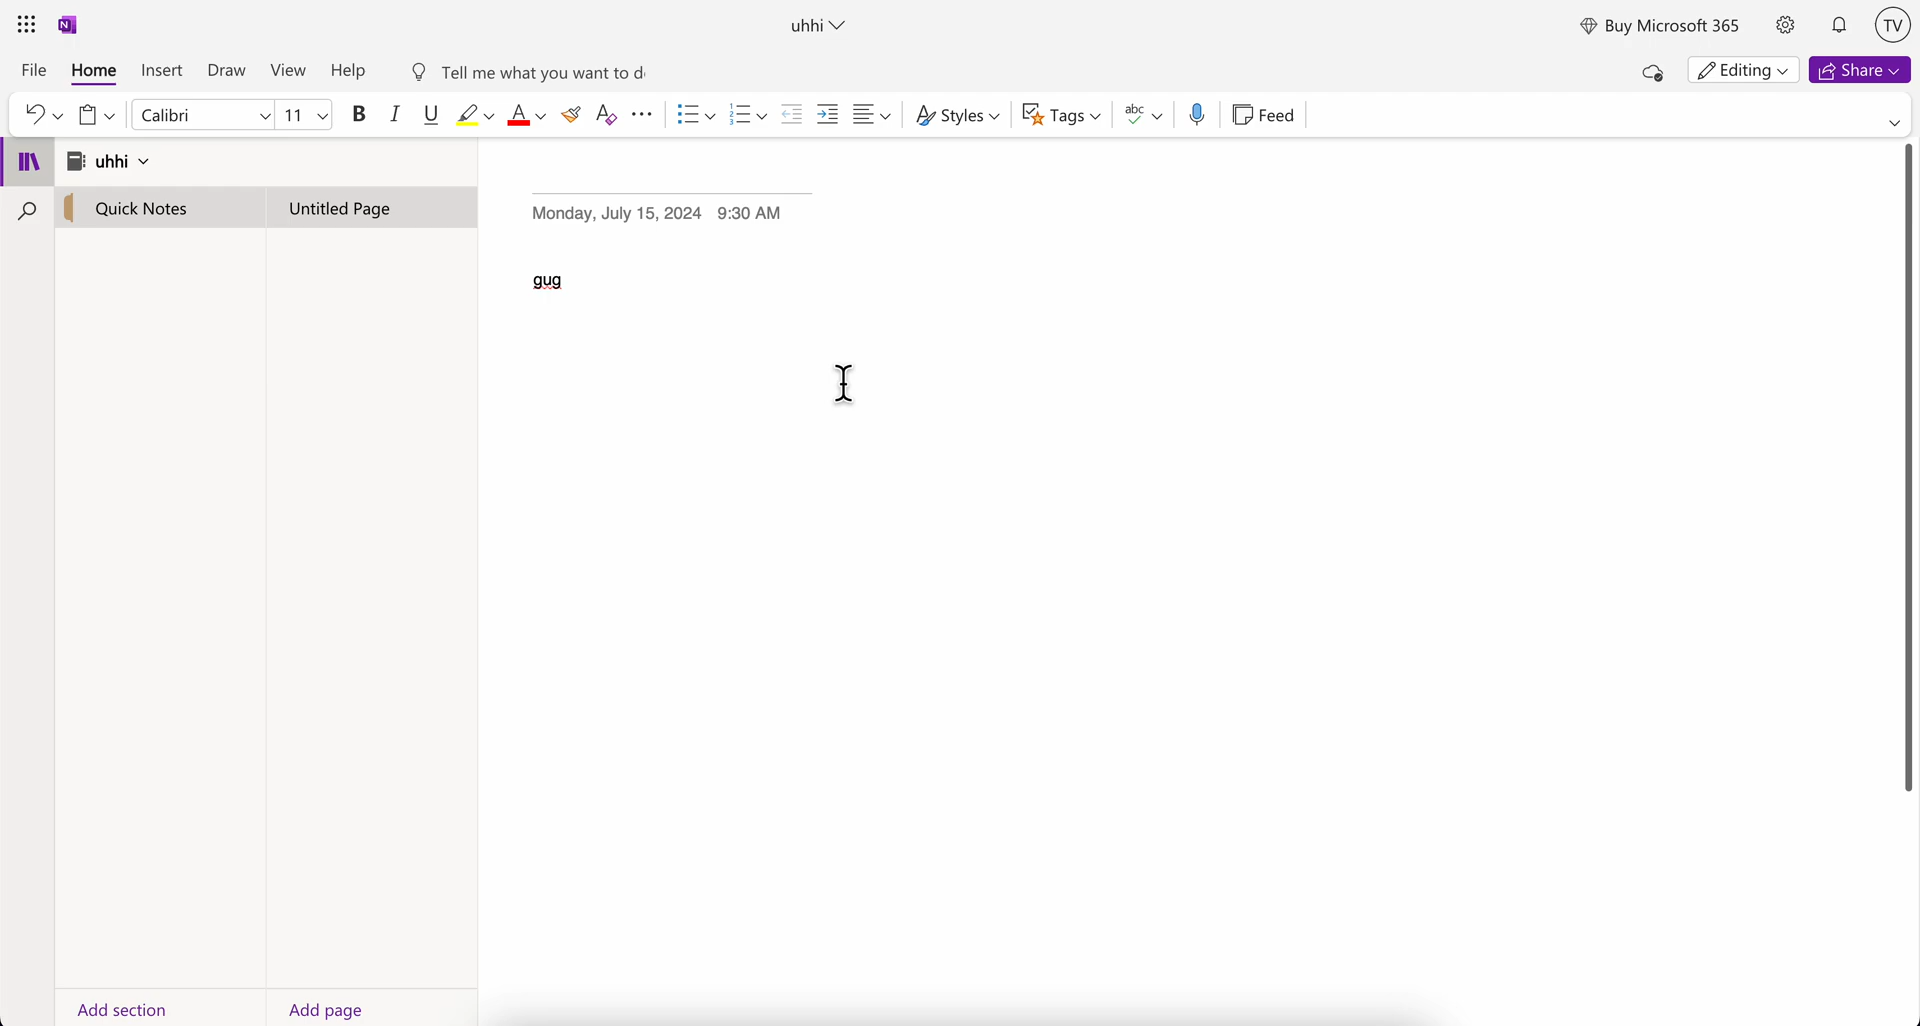 uhhi
Buy Microsoft 365
TV
File Home Insert Draw View Help
Tell me what you want to d
Editing
Share
Calibri 11 B I U A A
Styles
Tags
abc
Feed
uhhi
Quick Notes
Untitled Page
Monday, July 15, 2024 9:30 AM
gug
Add section
Add page